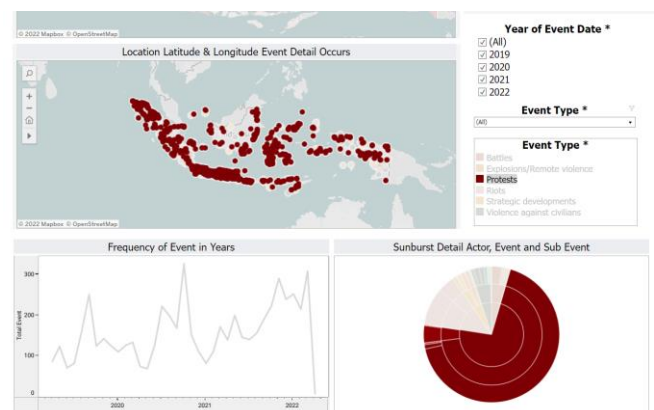 © 2022 Mapbox © OpenStreetMap
Location Latitude & Longitude Event Detail Occurs
© 2022 Mapbox © OpenStreetMap
Year of Event Date *
(All)
2019
2020
2021
2022
Event Type *
(All)
Event Type *
Battles
Explosions/Remote violence
Protests
Riots
Strategic developments
Violence against civilians
Frequency of Event in Years
Total Event
300
200
100
0
2020
2021
2022
Sunburst Detail Actor, Event and Sub Event